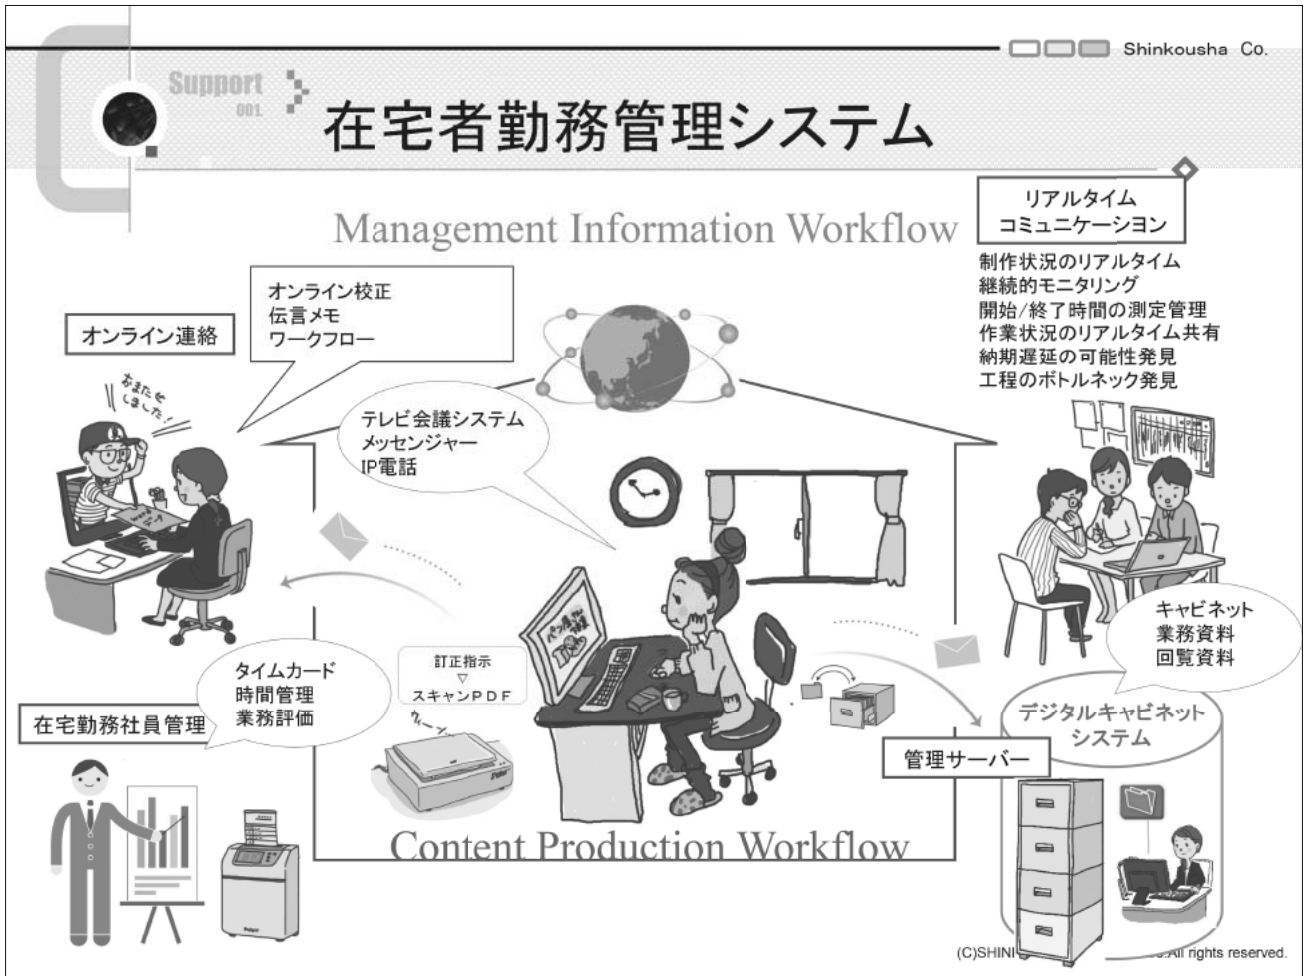 Shinkousha Co.
Support
001.
在宅者勤務管理システム
Management Information Workflow
リアルタイム
コミュニケーション
制作状況のリアルタイム
継続的モニタリング
開始/終了時間の測定管理
作業状況のリアルタイム共有
納期遅延の可能性発見
工程のボトルネック発見
オンライン校正
伝言メモ
ワークフロー
オンライン連絡
おまたせ
しました!
テレビ会議システム
メッセンジャー
IP電話
キャビネット
業務資料
回覧資料
訂正指示
▽
スキャンPDF
タイムカード
時間管理
業務評価
在宅勤務社員管理
デジタルキャビネット
システム
管理サーバー
Content Production Workflow
(C)SHINI
All rights reserved.